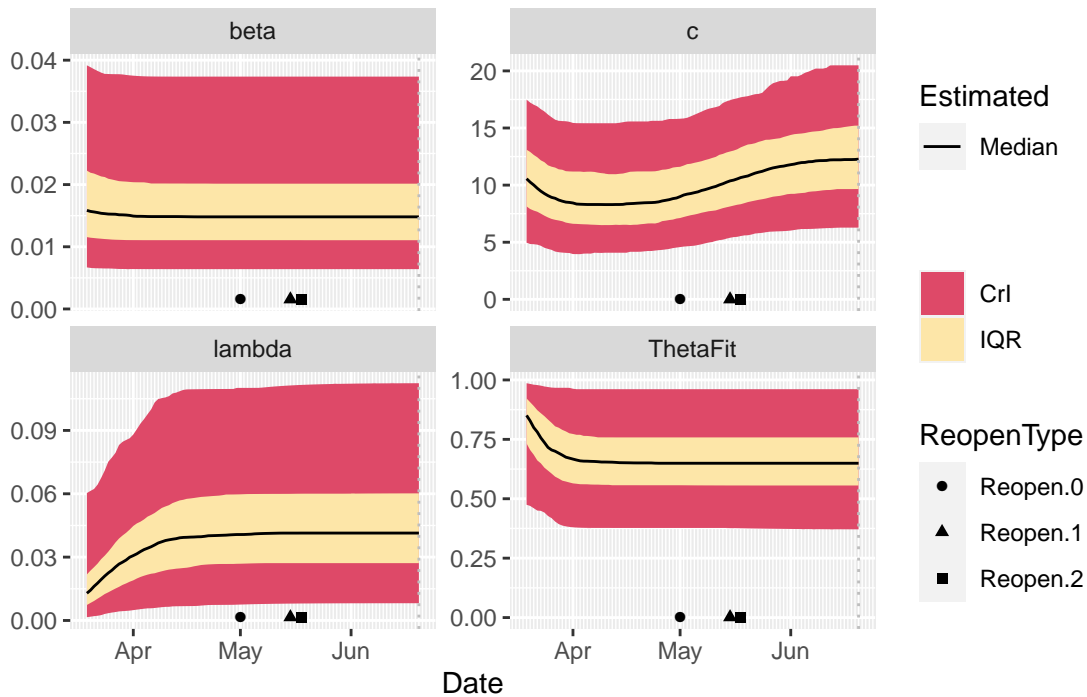 beta
c
0.04
0.03
0.02
0.01
0.00
20
15
10
5
0
lambda
ThetaFit
0.09
0.06
0.03
0.00
1.00
0.75
0.50
0.25
0.00
Apr
May
Jun
Apr
May
Jun
Date
Estimated
Median
CrI
IQR
ReopenType
Reopen.0
Reopen.1
Reopen.2